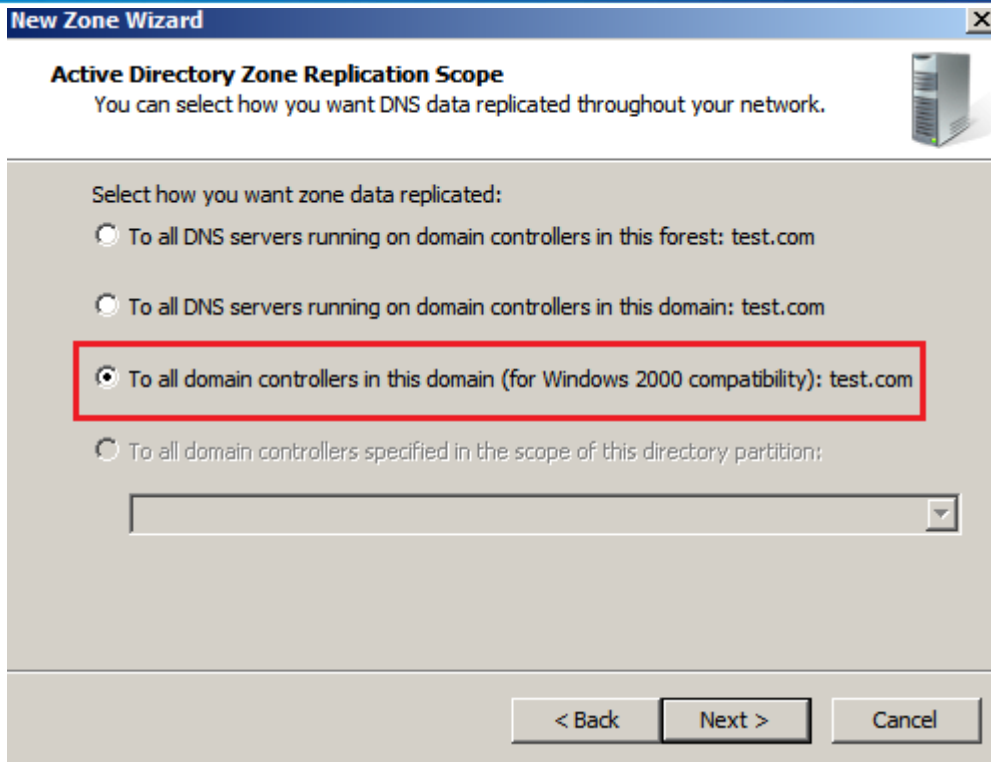 New Zone Wizard
Active Directory Zone Replication Scope
You can select how you want DNS data replicated throughout your network.
Select how you want zone data replicated:
To all DNS servers running on domain controllers in this forest: test.com
To all DNS servers running on domain controllers in this domain: test.com
To all domain controllers in this domain (for Windows 2000 compatibility): test.com
To all domain controllers specified in the scope of this directory partition:
< Back
Next >
Cancel